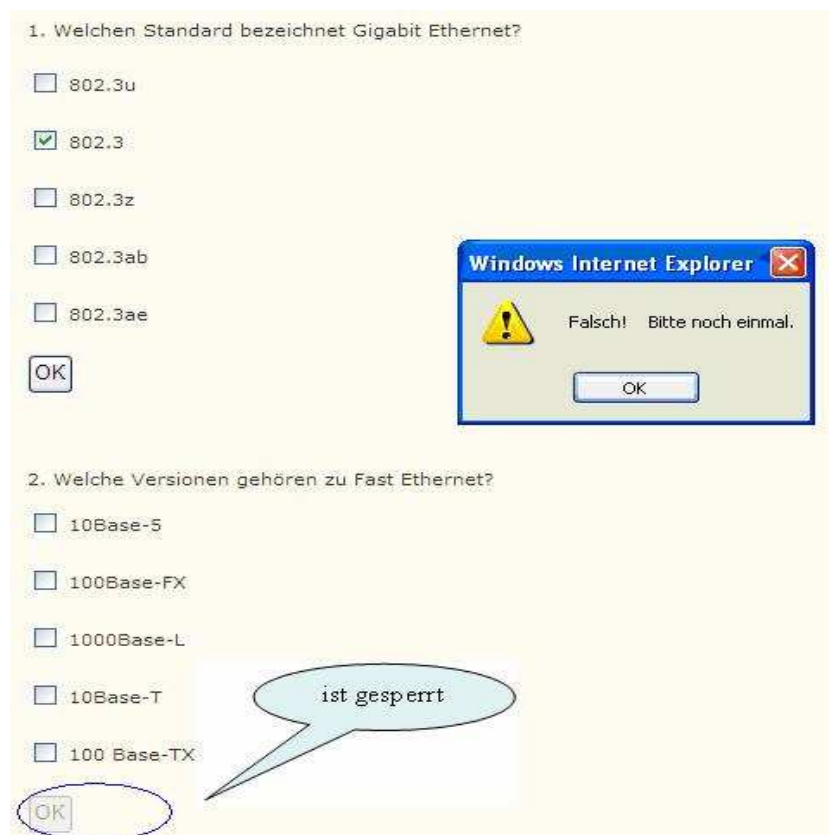 1. Welchen Standard bezeichnet Gigabit Ethernet?
802.3u
802.3
802.3z
802.3ab
802.3ae
OK
Windows Internet Explorer
Falsch! Bitte noch einmal.
OK
2. Welche Versionen gehören zu Fast Ethernet?
10Base-5
100Base-FX
1000Base-L
10Base-T
100 Base-TX
ist gesperrt
OK